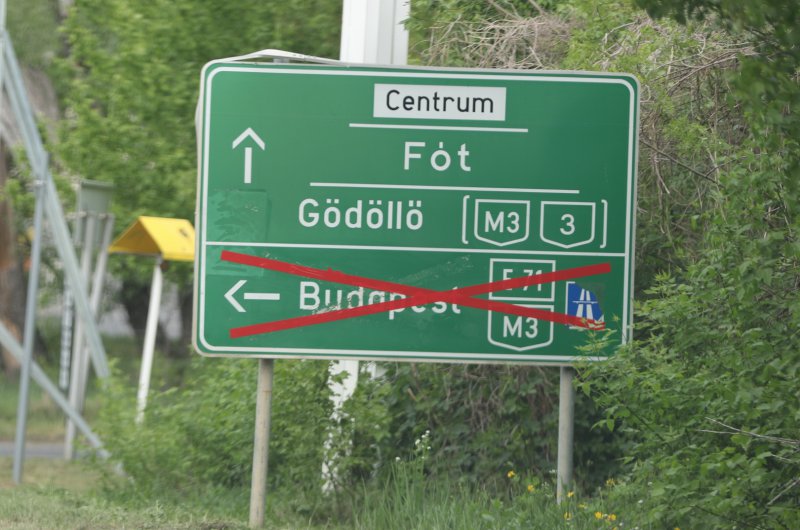 Centrum
Fót
Gödöllő M3 3
Budapest E 71
M3